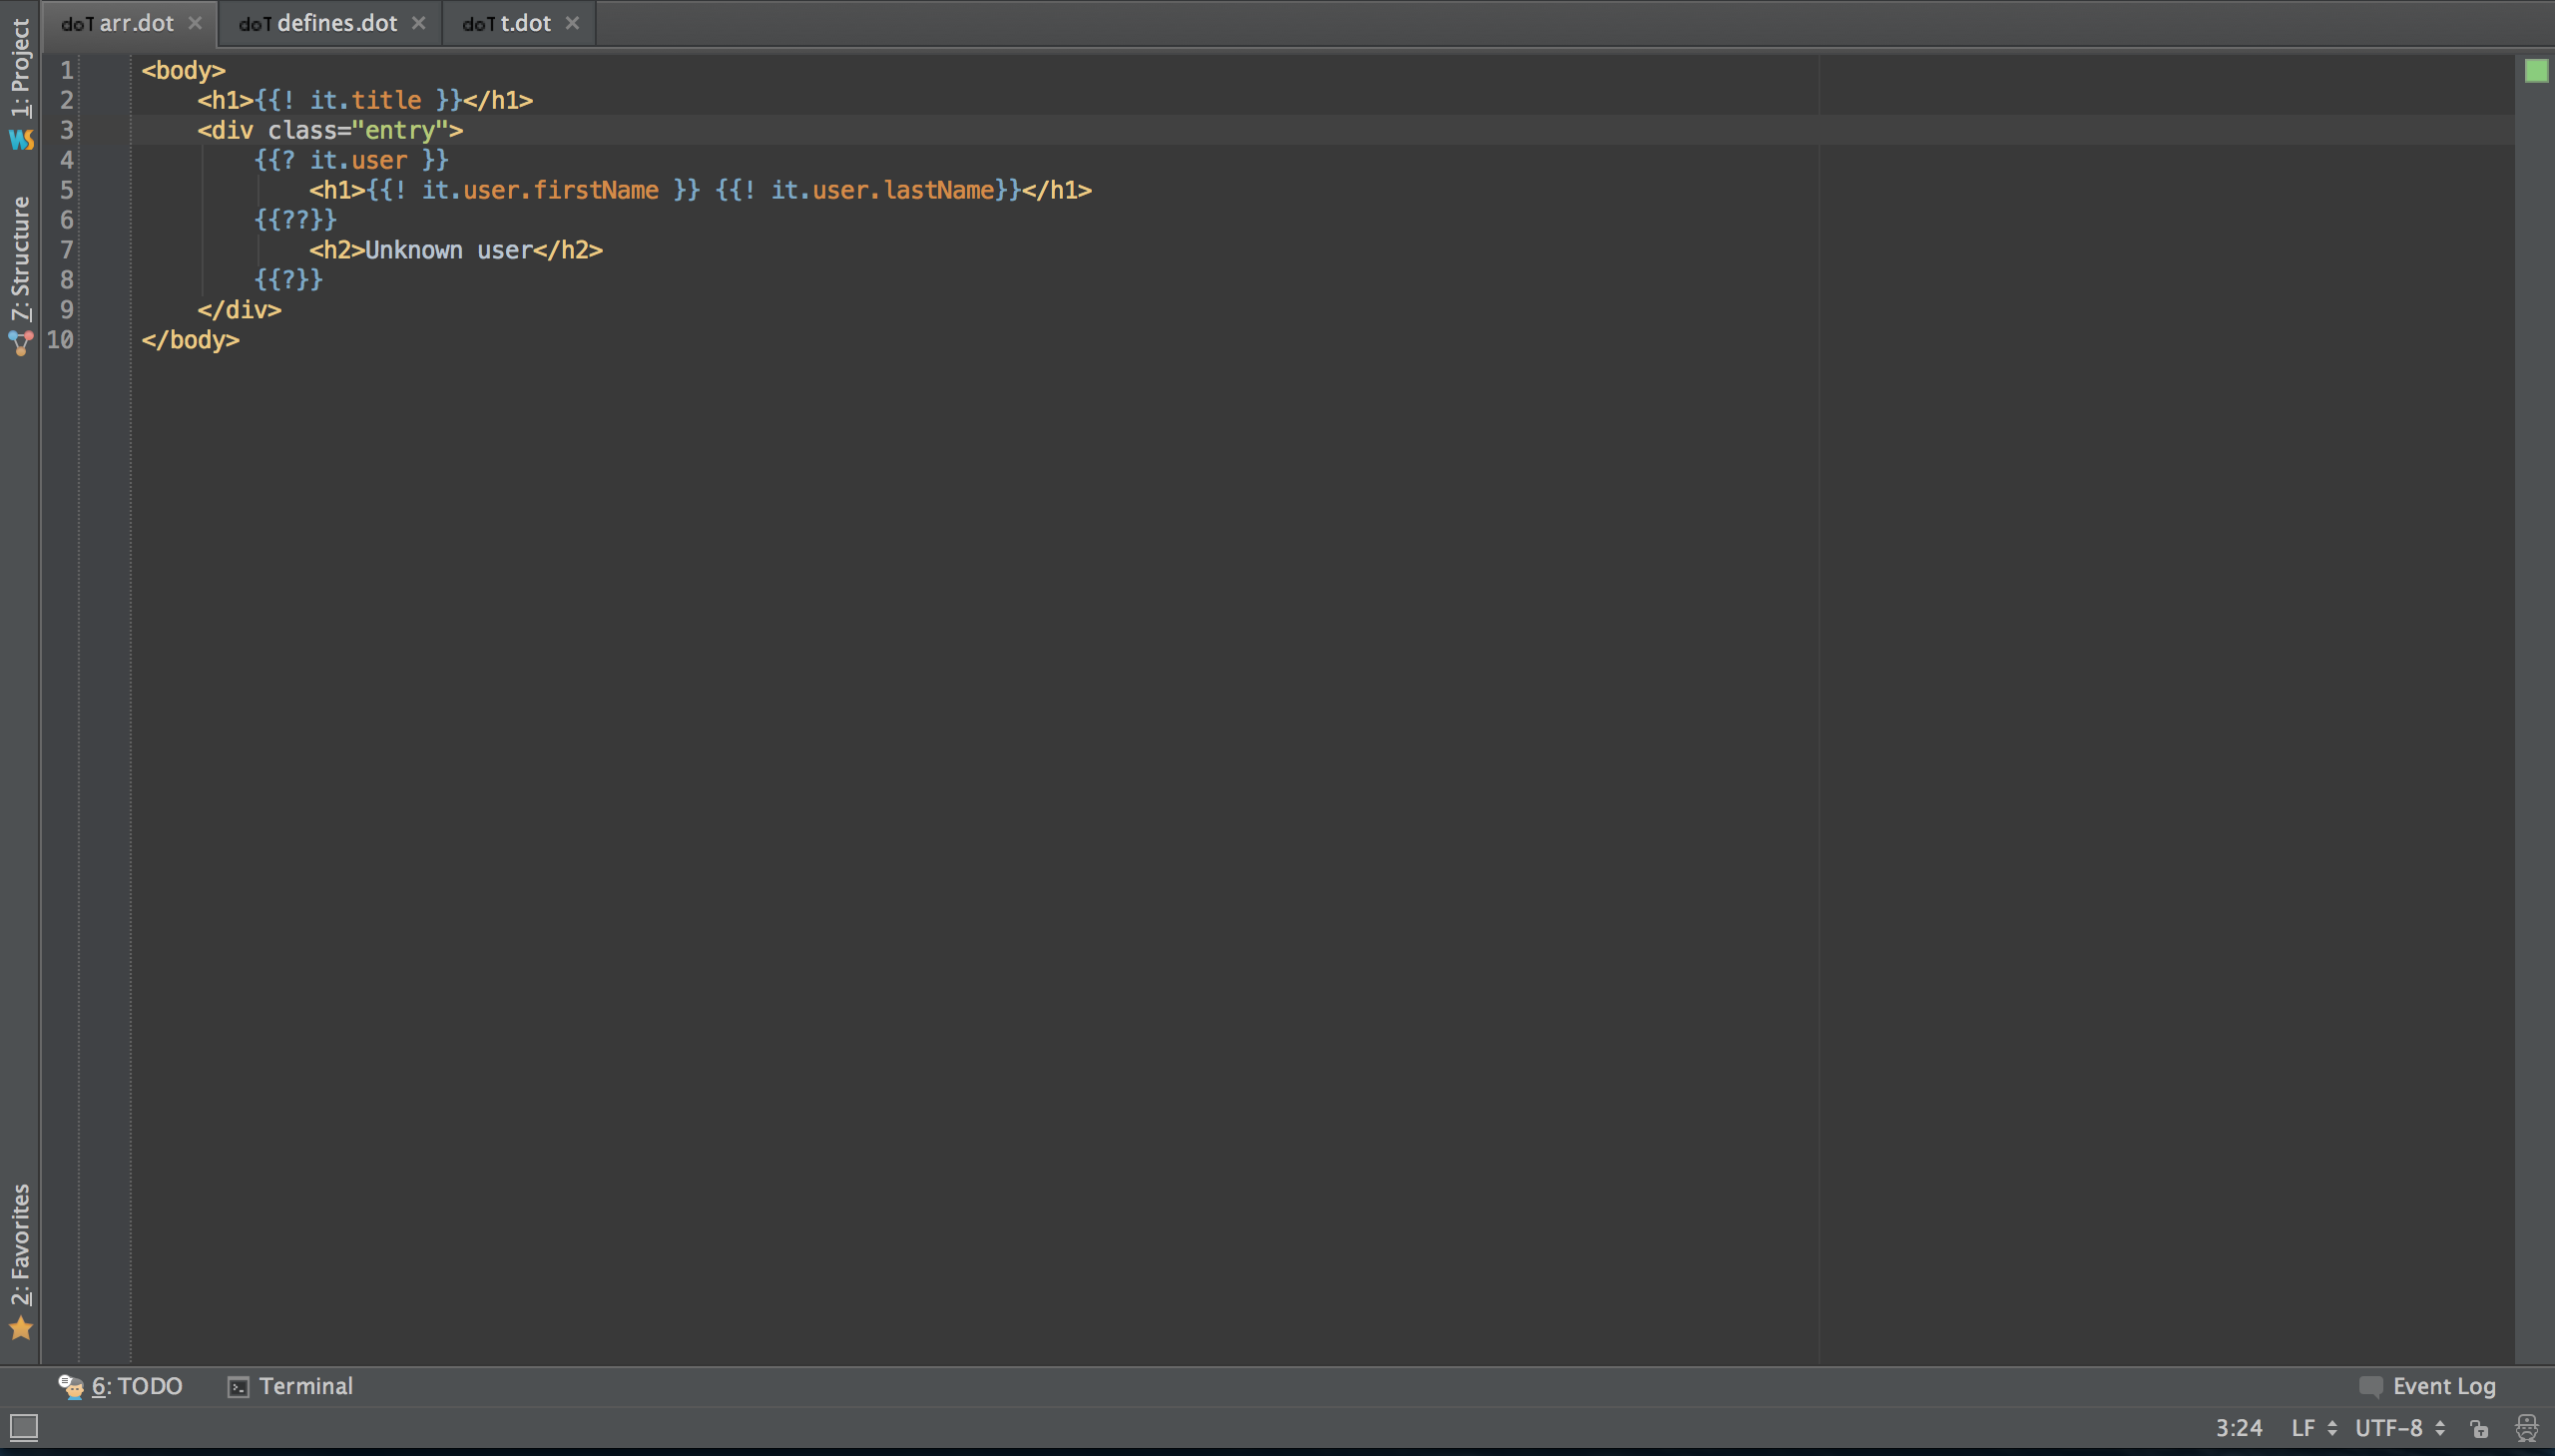 doT arr.dot doT defines.dot doT t.dot
1: Project
7: Structure
2: Favorites
1 <body>
2     <h1>{{! it.title }}</h1>
3     <div class="entry">
4         {{? it.user }}
5             <h1>{{! it.user.firstName }} {{! it.user.lastName}}</h1>
6         {{??}}
7             <h2>Unknown user</h2>
8         {{?}}
9     </div>
10 </body>
6: TODO Terminal Event Log
3:24 LF UTF-8